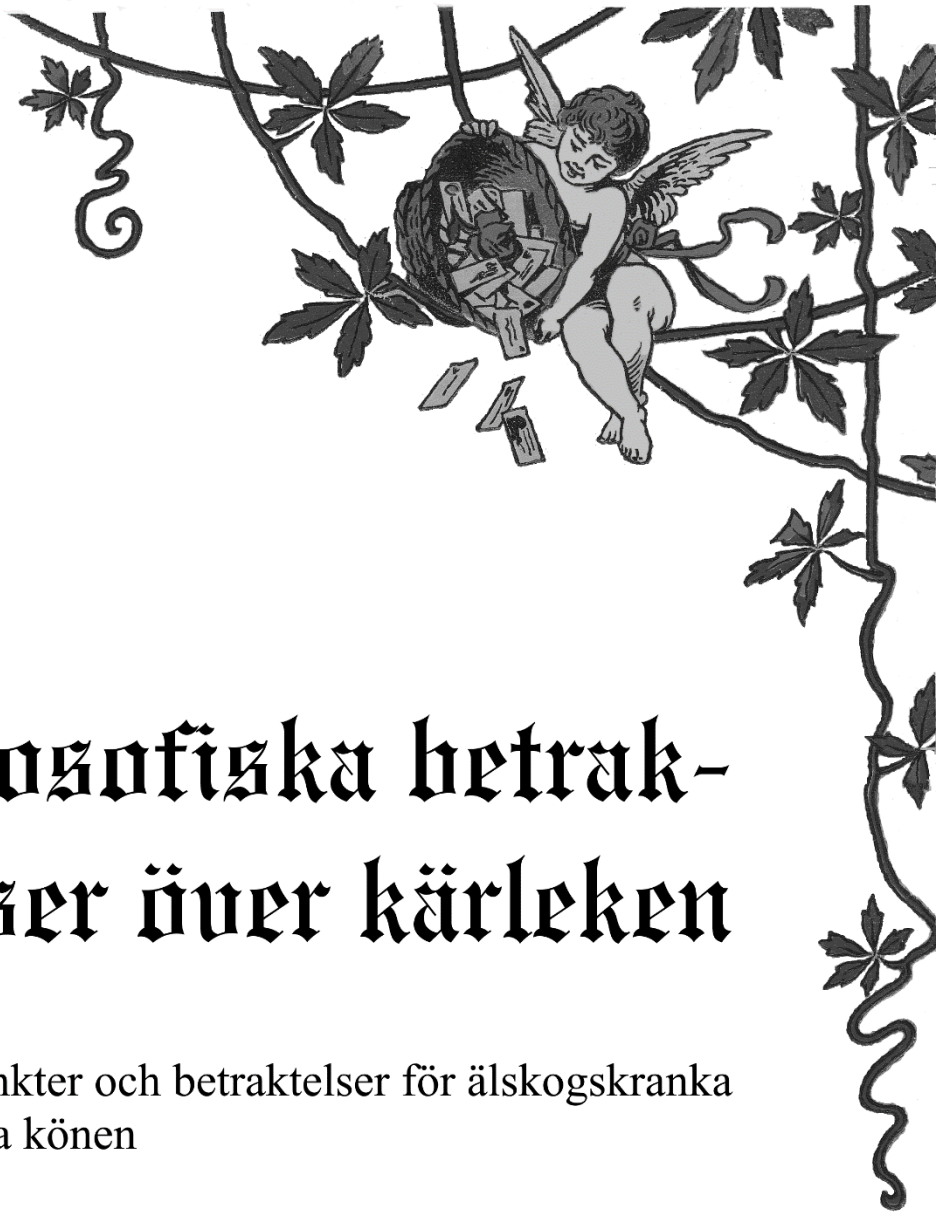 osofiska betrak-
ser över kärleken
nkter och betraktelser för älskogskranka
a könen